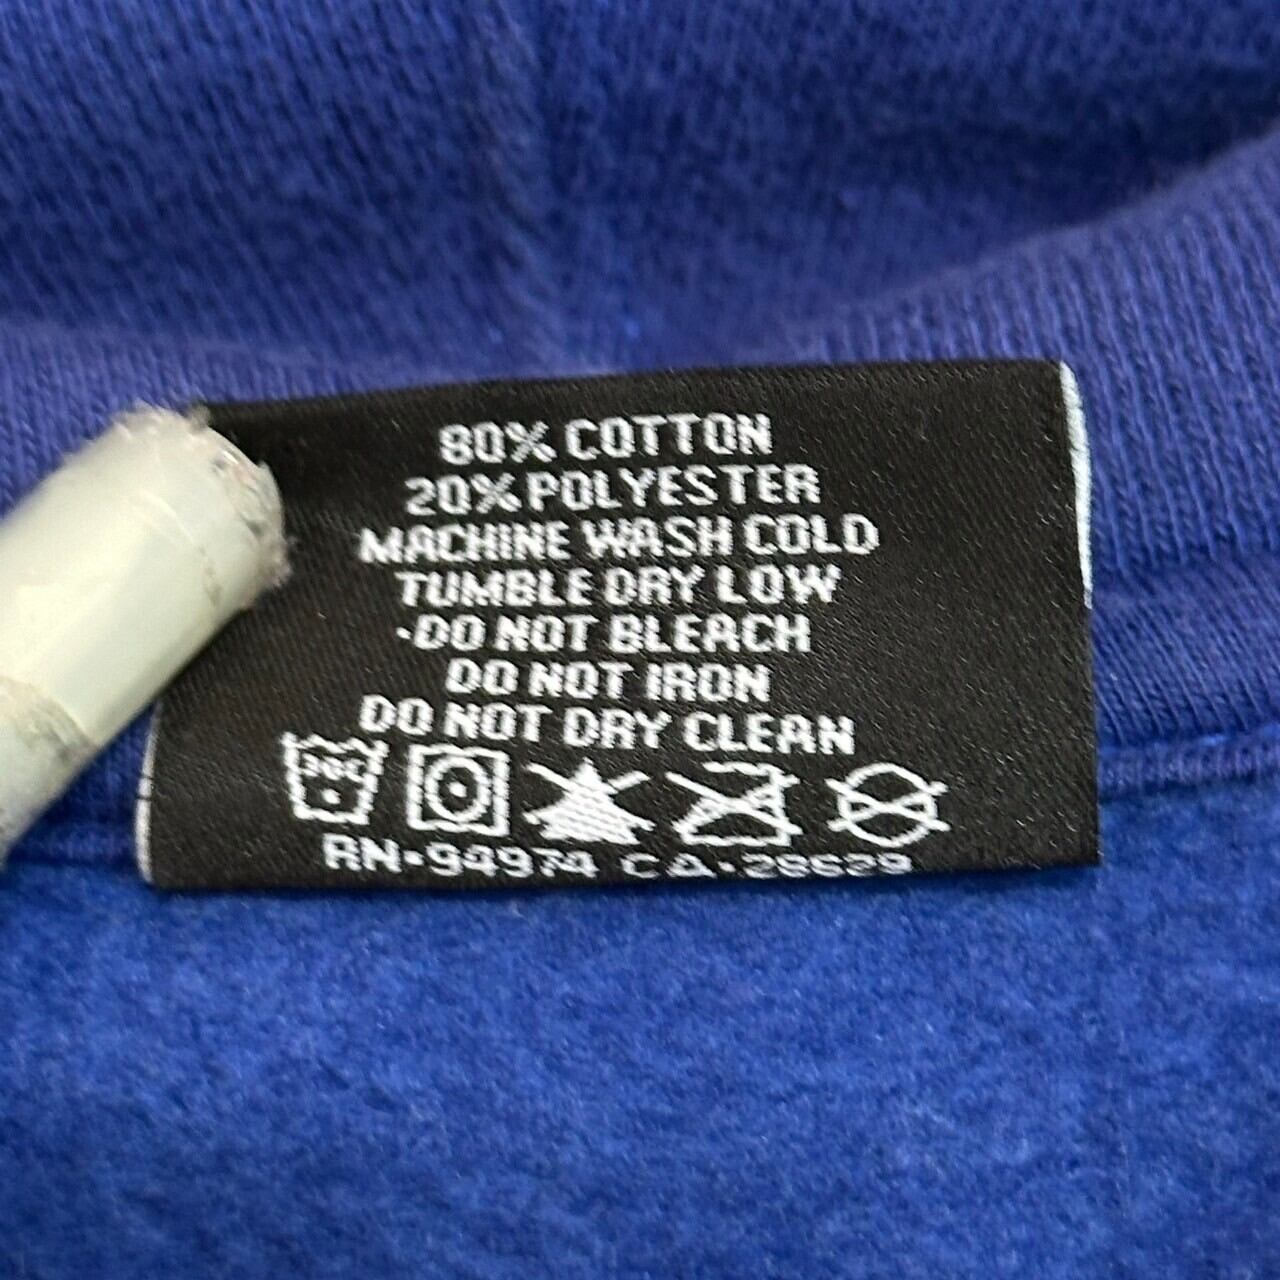 80% COTTON
20% POLYESTER
MACHINE WASH COLD
TUMBLE DRY LOW
·DO NOT BLEACH
DO NOT IRON
DO NOT DRY CLEAN
30C
RN·94974 CA·28629